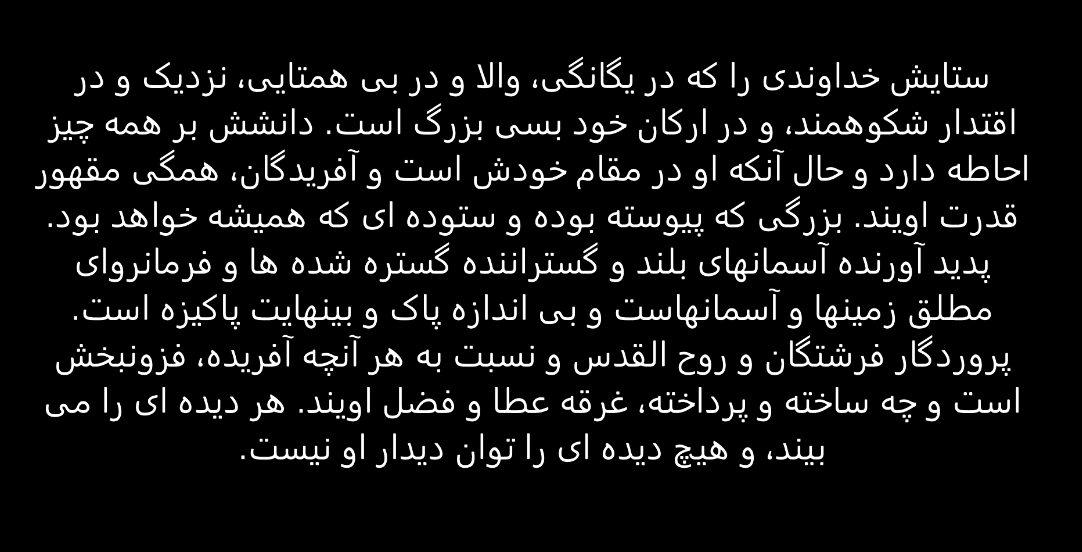 ستایش خداوندی را که در یگانگی، والا و در بی همتایی، نزدیک و در
اقتدار شکوهمند، و در ارکان خود بسی بزرگ است. دانشش بر همه چیز
احاطه دارد و حال آنکه او در مقام خودش است و آفریدگان، همگی مقهور
قدرت اویند. بزرگی که پیوسته بوده و ستوده ای که همیشه خواهد بود.
پدید آورنده آسمانهای بلند و گستراننده گستره شده ها و فرمانروای
مطلق زمینها و آسمانهاست و بی اندازه پاک و بینهایت پاکیزه است.
پروردگار فرشتگان و روح القدس و نسبت به هر آنچه آفریده، فزونبخش
است و چه ساخته و پرداخته، غرقه عطا و فضل اویند. هر دیده ای را می
بیند، و هیچ دیده ای را توان دیدار او نیست.